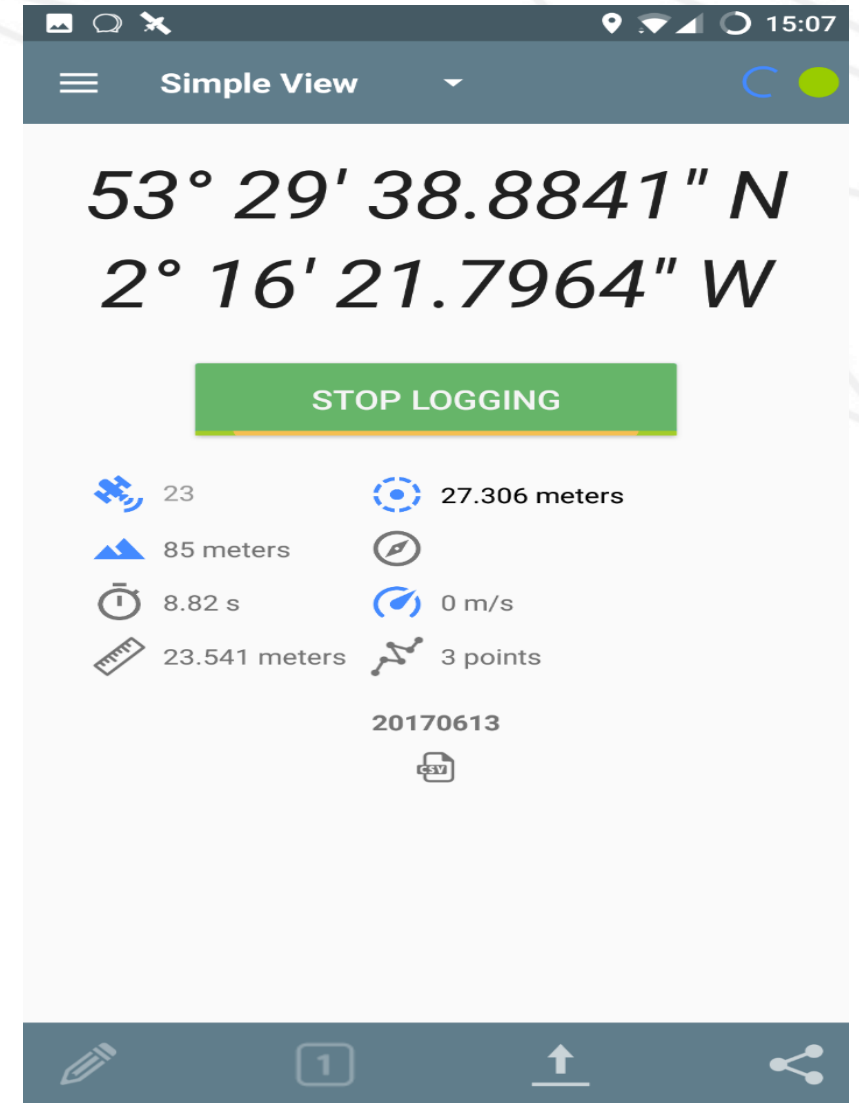 15:07
Simple View
53° 29' 38.8841" N
2° 16' 21.7964" W
STOP LOGGING
23 27.306 meters
85 meters
8.82 s 0 m/s
23.541 meters 3 points
20170613
CSV
1